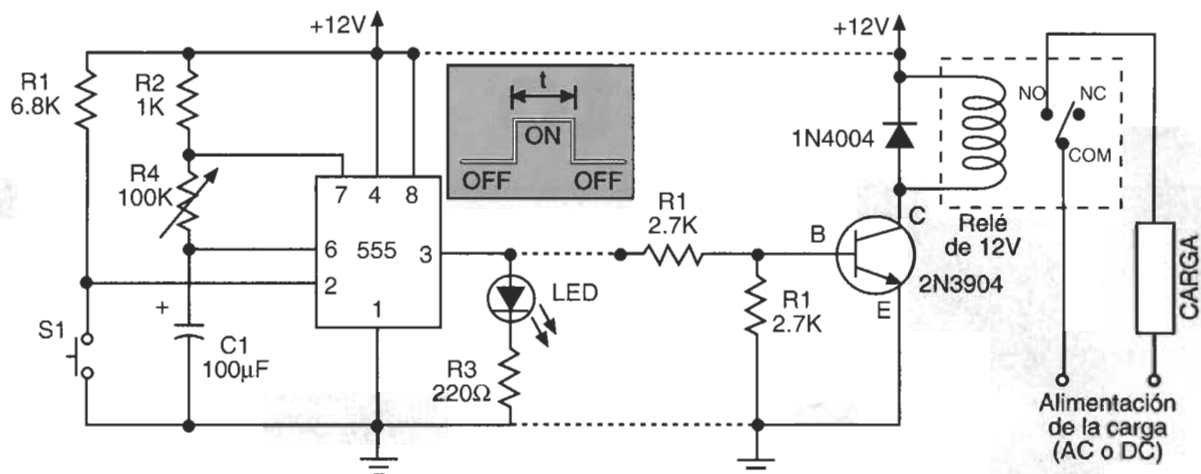 +12V
+12V
R1
6.8K
R2
1K
t
ON
OFF
OFF
NO
NC
COM
1N4004
R4
100K
7
4
8
6
555
3
2
1
R1
2.7K
B
C
E
Relé
de 12V
2N3904
LED
R1
2.7K
CARGA
S1
+
C1
100µF
R3
220Ω
Alimentación
de la carga
(AC o DC)